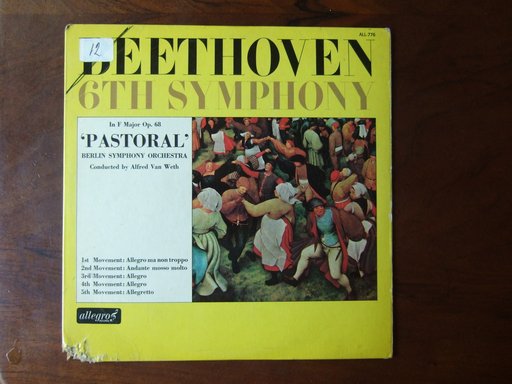 ALL 776
12
BEETHOVEN
6TH SYMPHONY
In F Major Op. 68
'PASTORAL'
BERLIN SYMPHONY ORCHESTRA
Conducted by Alfred Van Weth
1st Movement: Allegro ma non troppo
2nd Movement: Andante mosso molto
3rd Movement: Allegro
4th Movement: Allegro
5th Movement: Allegretto
allegro